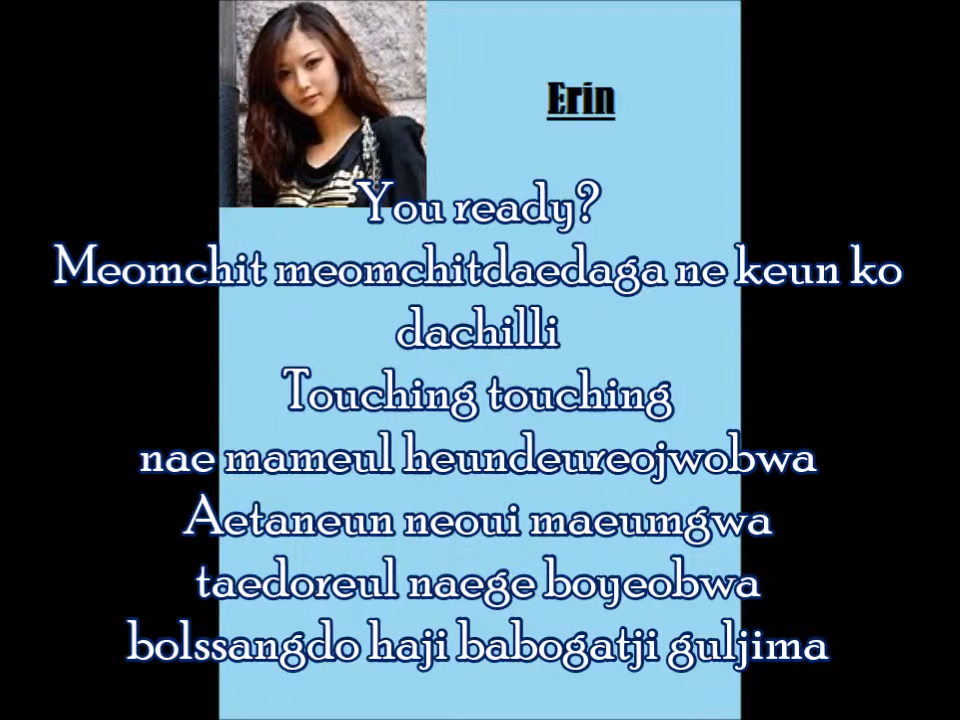 Erin
You ready?
Meomchit meomchitdaedaga ne keun ko
dachilli
Touching touching
nae mameul heundeureojwobwa
Aetaneun neoui maeumgwa
taedoreul naege boyeobwa
bolssangdo haji babogatji guljima